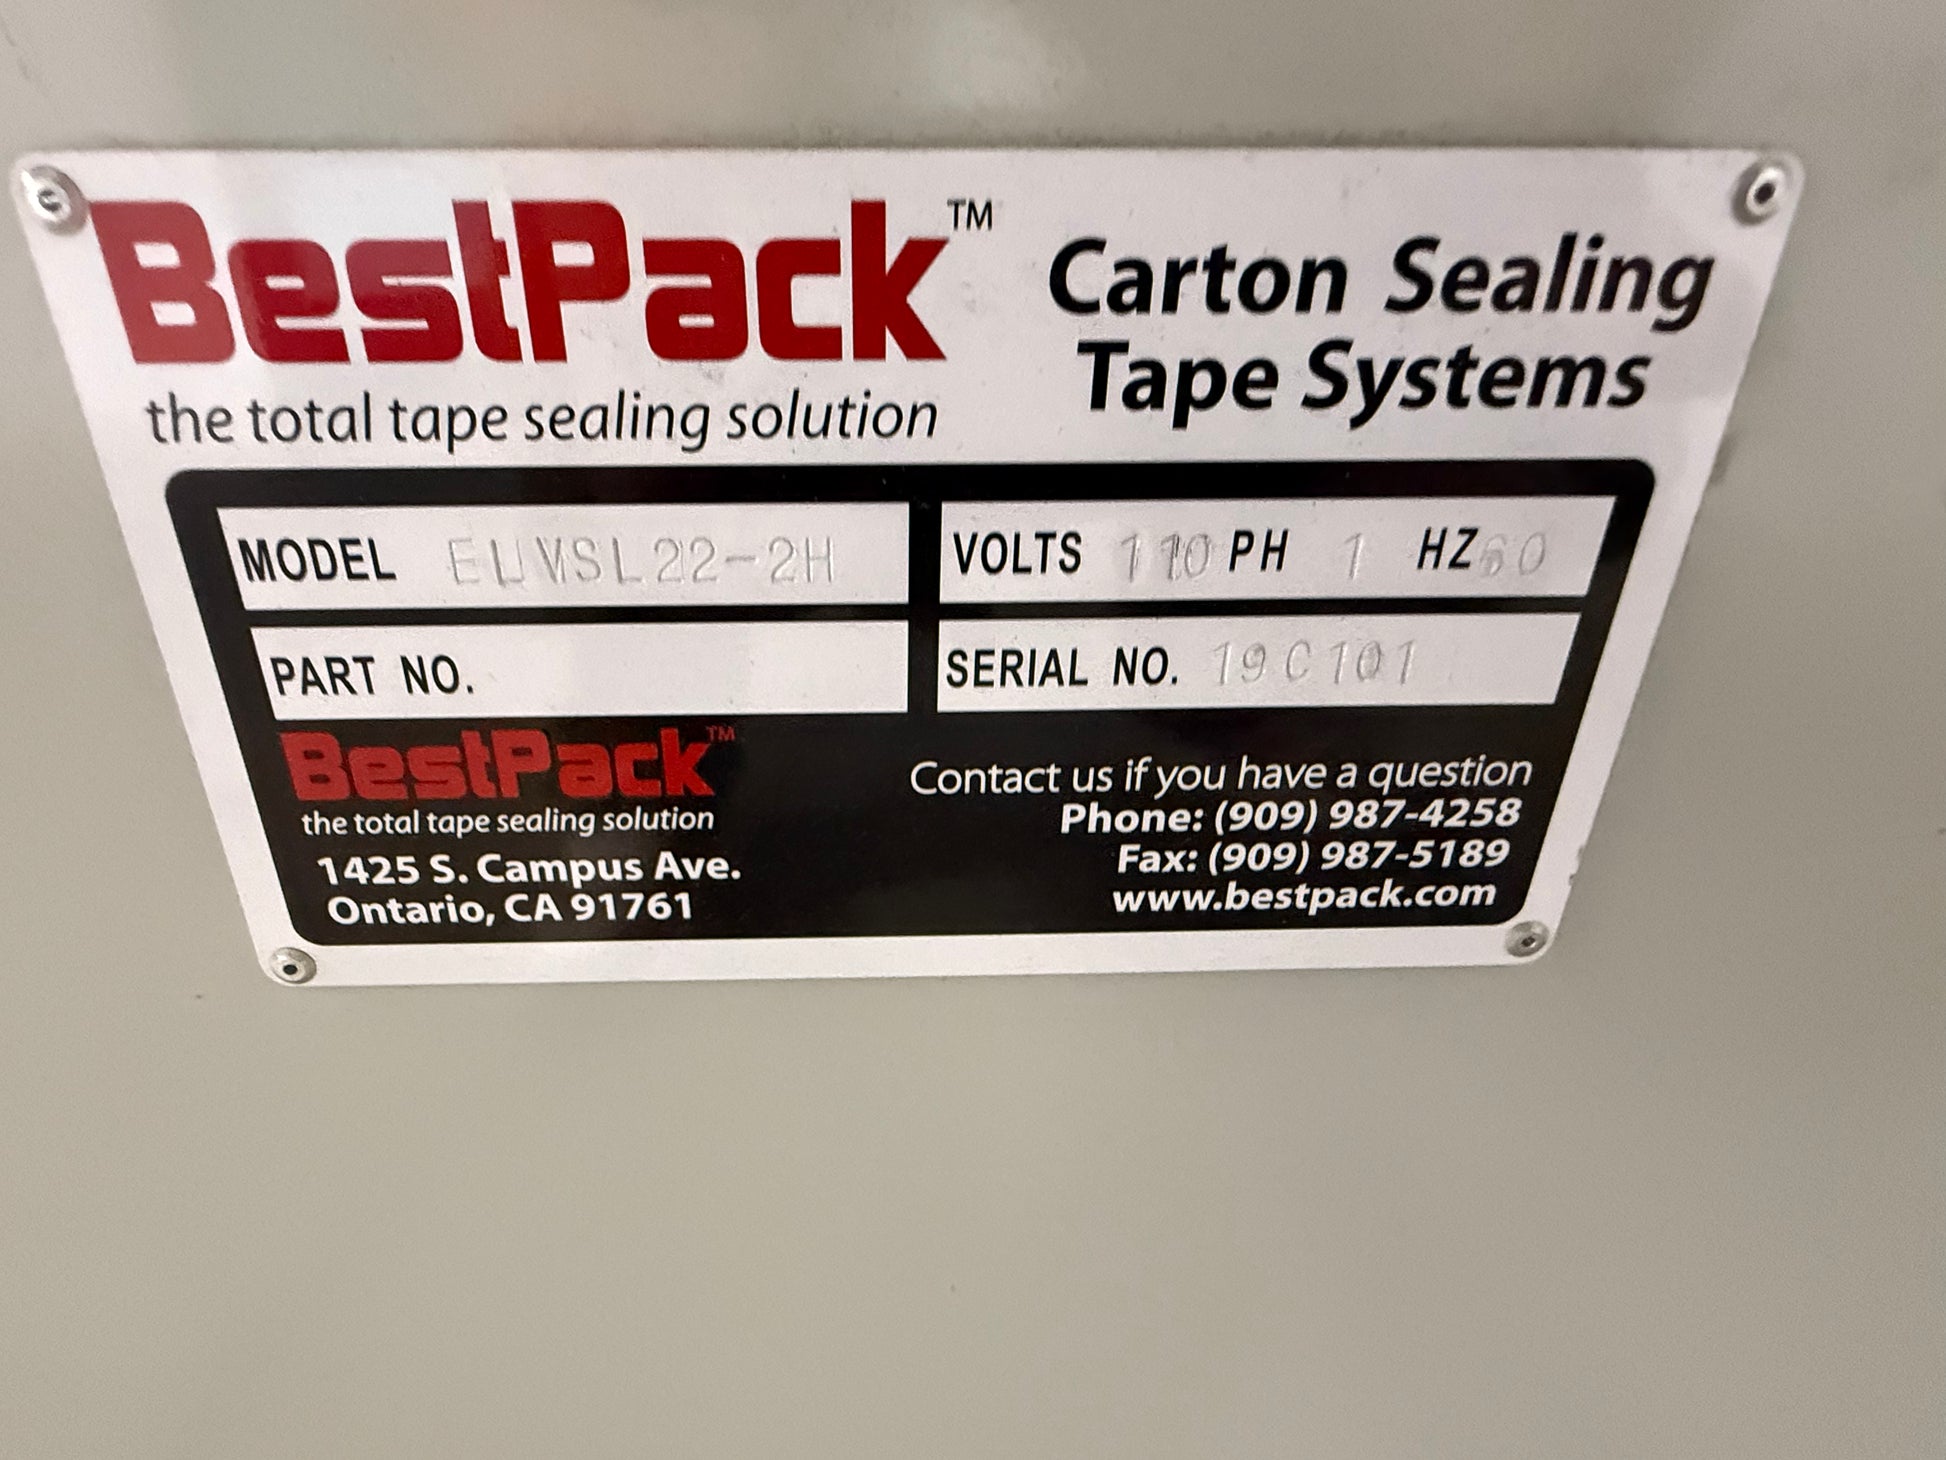 BestPack™
the total tape sealing solution
Carton Sealing
Tape Systems
MODEL ELVSL22-2H
VOLTS 110 PH 1 HZ 60
PART NO.
SERIAL NO. 19C101
BestPack™
the total tape sealing solution
1425 S. Campus Ave.
Ontario, CA 91761
Contact us if you have a question
Phone: (909) 987-4258
Fax: (909) 987-5189
www.bestpack.com